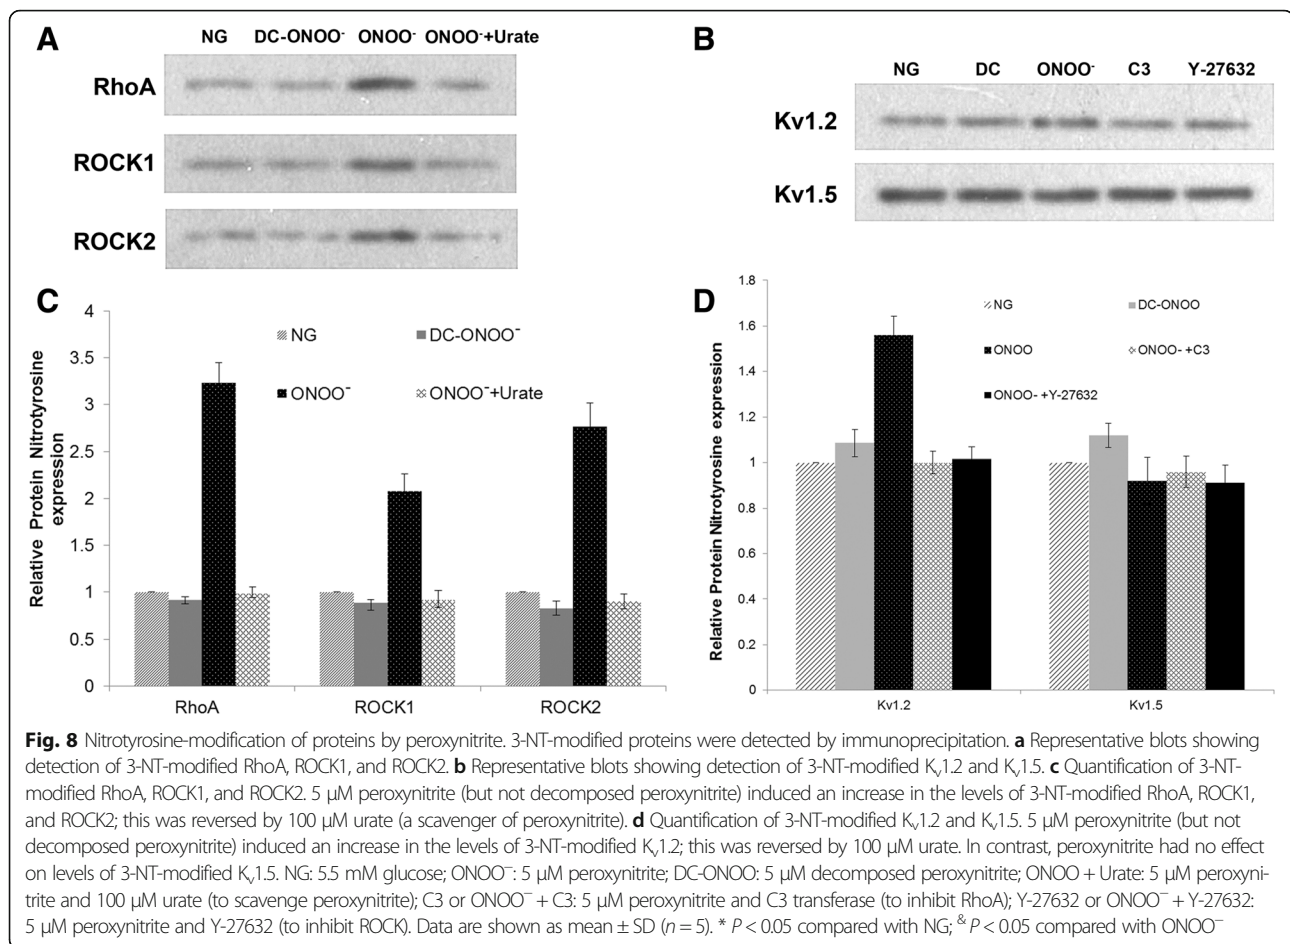 A
NG DC-ONOO⁻ ONOO⁻ ONOO⁻+Urate
RhoA
ROCK1
ROCK2
B
NG DC ONOO⁻ C3 Y-27632
Kv1.2
Kv1.5
C
Relative Protein Nitrotyrosine
expression
4
3.5
3
2.5
2
1.5
1
0.5
0
NG
DC-ONOO⁻
ONOO⁻
ONOO⁻+Urate
RhoA ROCK1 ROCK2
D
Relative Protein Nitrotyrosine expression
1.8
1.6
1.4
1.2
1
0.8
0.6
0.4
0.2
0
NG
DC-ONOO
ONOO
ONOO- +C3
ONOO- +Y-27632
Kv1.2 Kv1.5
Fig. 8 Nitrotyrosine-modification of proteins by peroxynitrite. 3-NT-modified proteins were detected by immunoprecipitation. a Representative blots showing
detection of 3-NT-modified RhoA, ROCK1, and ROCK2. b Representative blots showing detection of 3-NT-modified Kᵥ1.2 and Kᵥ1.5. c Quantification of 3-NT-
modified RhoA, ROCK1, and ROCK2. 5 μM peroxynitrite (but not decomposed peroxynitrite) induced an increase in the levels of 3-NT-modified RhoA, ROCK1,
and ROCK2; this was reversed by 100 μM urate (a scavenger of peroxynitrite). d Quantification of 3-NT-modified Kᵥ1.2 and Kᵥ1.5. 5 μM peroxynitrite (but not
decomposed peroxynitrite) induced an increase in the levels of 3-NT-modified Kᵥ1.2; this was reversed by 100 μM urate. In contrast, peroxynitrite had no effect
on levels of 3-NT-modified Kᵥ1.5. NG: 5.5 mM glucose; ONOO⁻: 5 μM peroxynitrite; DC-ONOO: 5 μM decomposed peroxynitrite; ONOO + Urate: 5 μM peroxyni-
trite and 100 μM urate (to scavenge peroxynitrite); C3 or ONOO⁻ + C3: 5 μM peroxynitrite and C3 transferase (to inhibit RhoA); Y-27632 or ONOO⁻ + Y-27632:
5 μM peroxynitrite and Y-27632 (to inhibit ROCK). Data are shown as mean ± SD (n = 5). * P < 0.05 compared with NG; & P < 0.05 compared with ONOO⁻